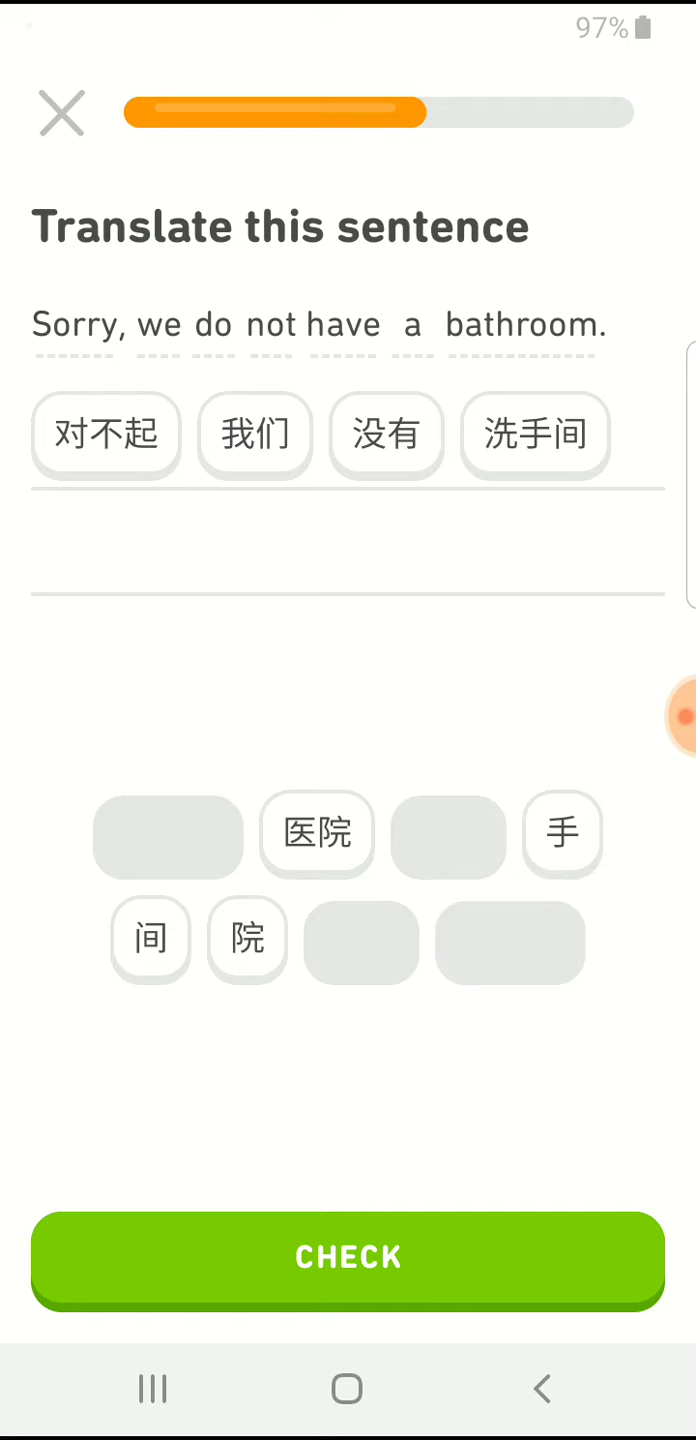 97%
Translate this sentence
Sorry, we do not have a bathroom.
对不起 我们 没有 洗手间
医院 手
间 院
CHECK